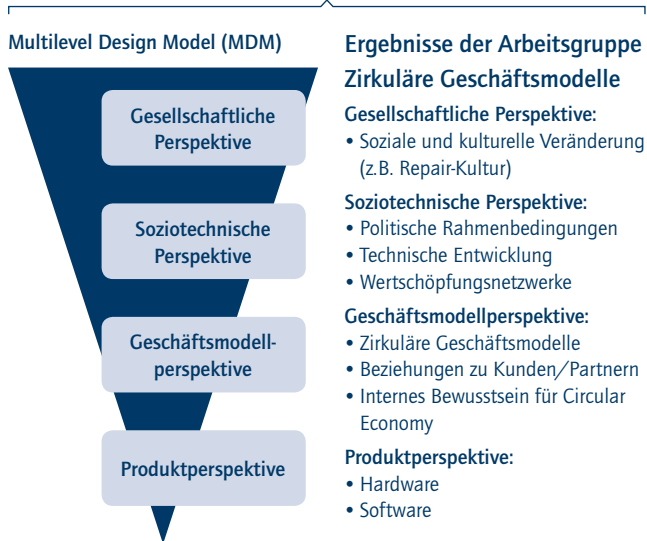 Multilevel Design Model (MDM)
Gesellschaftliche
Perspektive
Soziotechnische
Perspektive
Geschäftsmodell-
perspektive
Produktperspektive
Ergebnisse der Arbeitsgruppe
Zirkuläre Geschäftsmodelle
Gesellschaftliche Perspektive:
• Soziale und kulturelle Veränderung
(z.B. Repair-Kultur)
Soziotechnische Perspektive:
• Politische Rahmenbedingungen
• Technische Entwicklung
• Wertschöpfungsnetzwerke
Geschäftsmodellperspektive:
• Zirkuläre Geschäftsmodelle
• Beziehungen zu Kunden/Partnern
• Internes Bewusstsein für Circular
Economy
Produktperspektive:
• Hardware
• Software